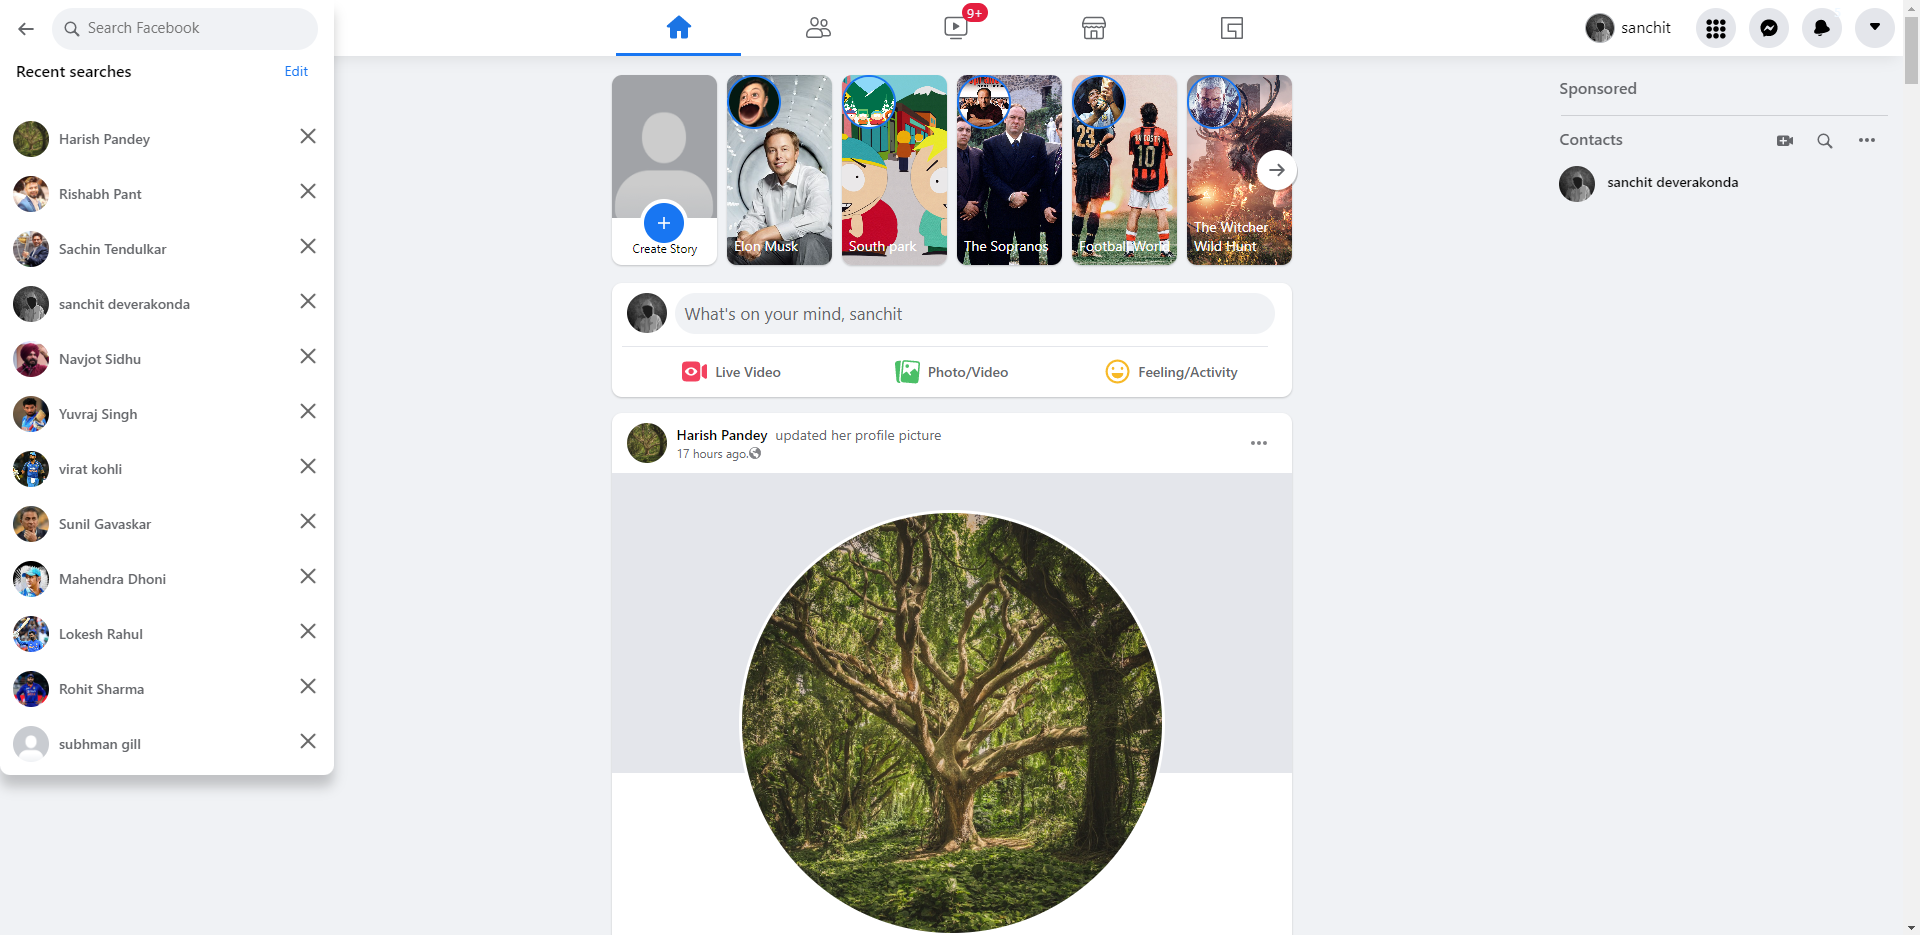 Search Facebook
Recent searches
Edit
Harish Pandey
Rishabh Pant
Sachin Tendulkar
sanchit deverakonda
Navjot Sidhu
Yuvraj Singh
virat kohli
Sunil Gavaskar
Mahendra Dhoni
Lokesh Rahul
Rohit Sharma
subhman gill
9+
sanchit
Create Story
Elon Musk
South park
The Sopranos
23
10
Football World
The Witcher
Wild Hunt
What's on your mind, sanchit
Live Video
Photo/Video
Feeling/Activity
Harish Pandey updated her profile picture
17 hours ago.
Sponsored
Contacts
sanchit deverakonda